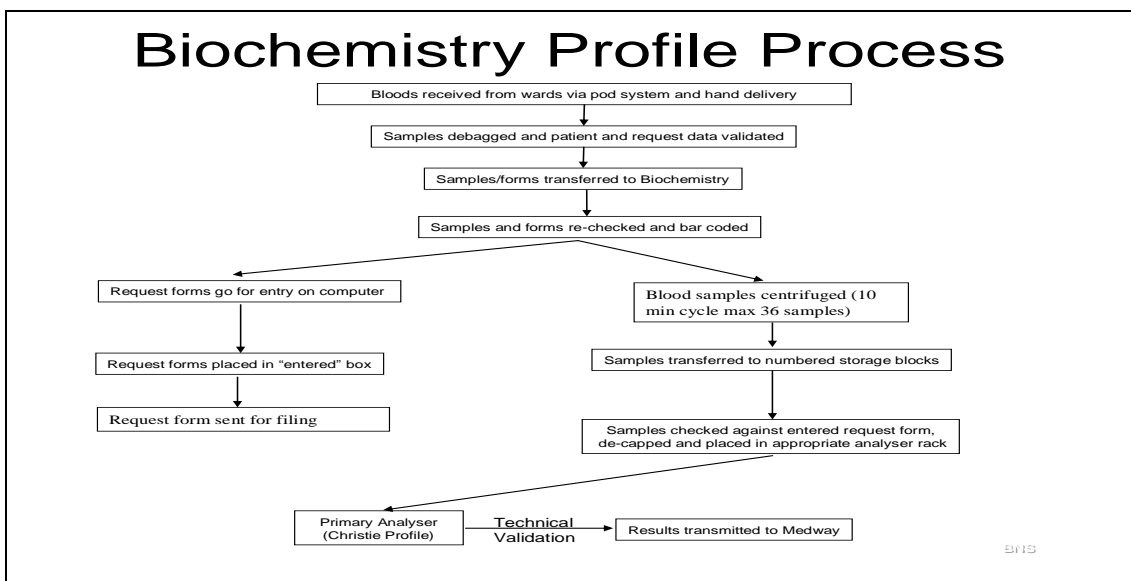 Biochemistry Profile Process
Bloods received from wards via pod system and hand delivery
Samples debagged and patient and request data validated
Samples/forms transferred to Biochemistry
Samples and forms re-checked and bar coded
Request forms go for entry on computer
Request forms placed in “entered” box
Request form sent for filing
Blood samples centrifuged (10
min cycle max 36 samples)
Samples transferred to numbered storage blocks
Samples checked against entered request form,
de-capped and placed in appropriate analyser rack
Primary Analyser
(Christie Profile)
Technical
Validation
Results transmitted to Medway
BNS